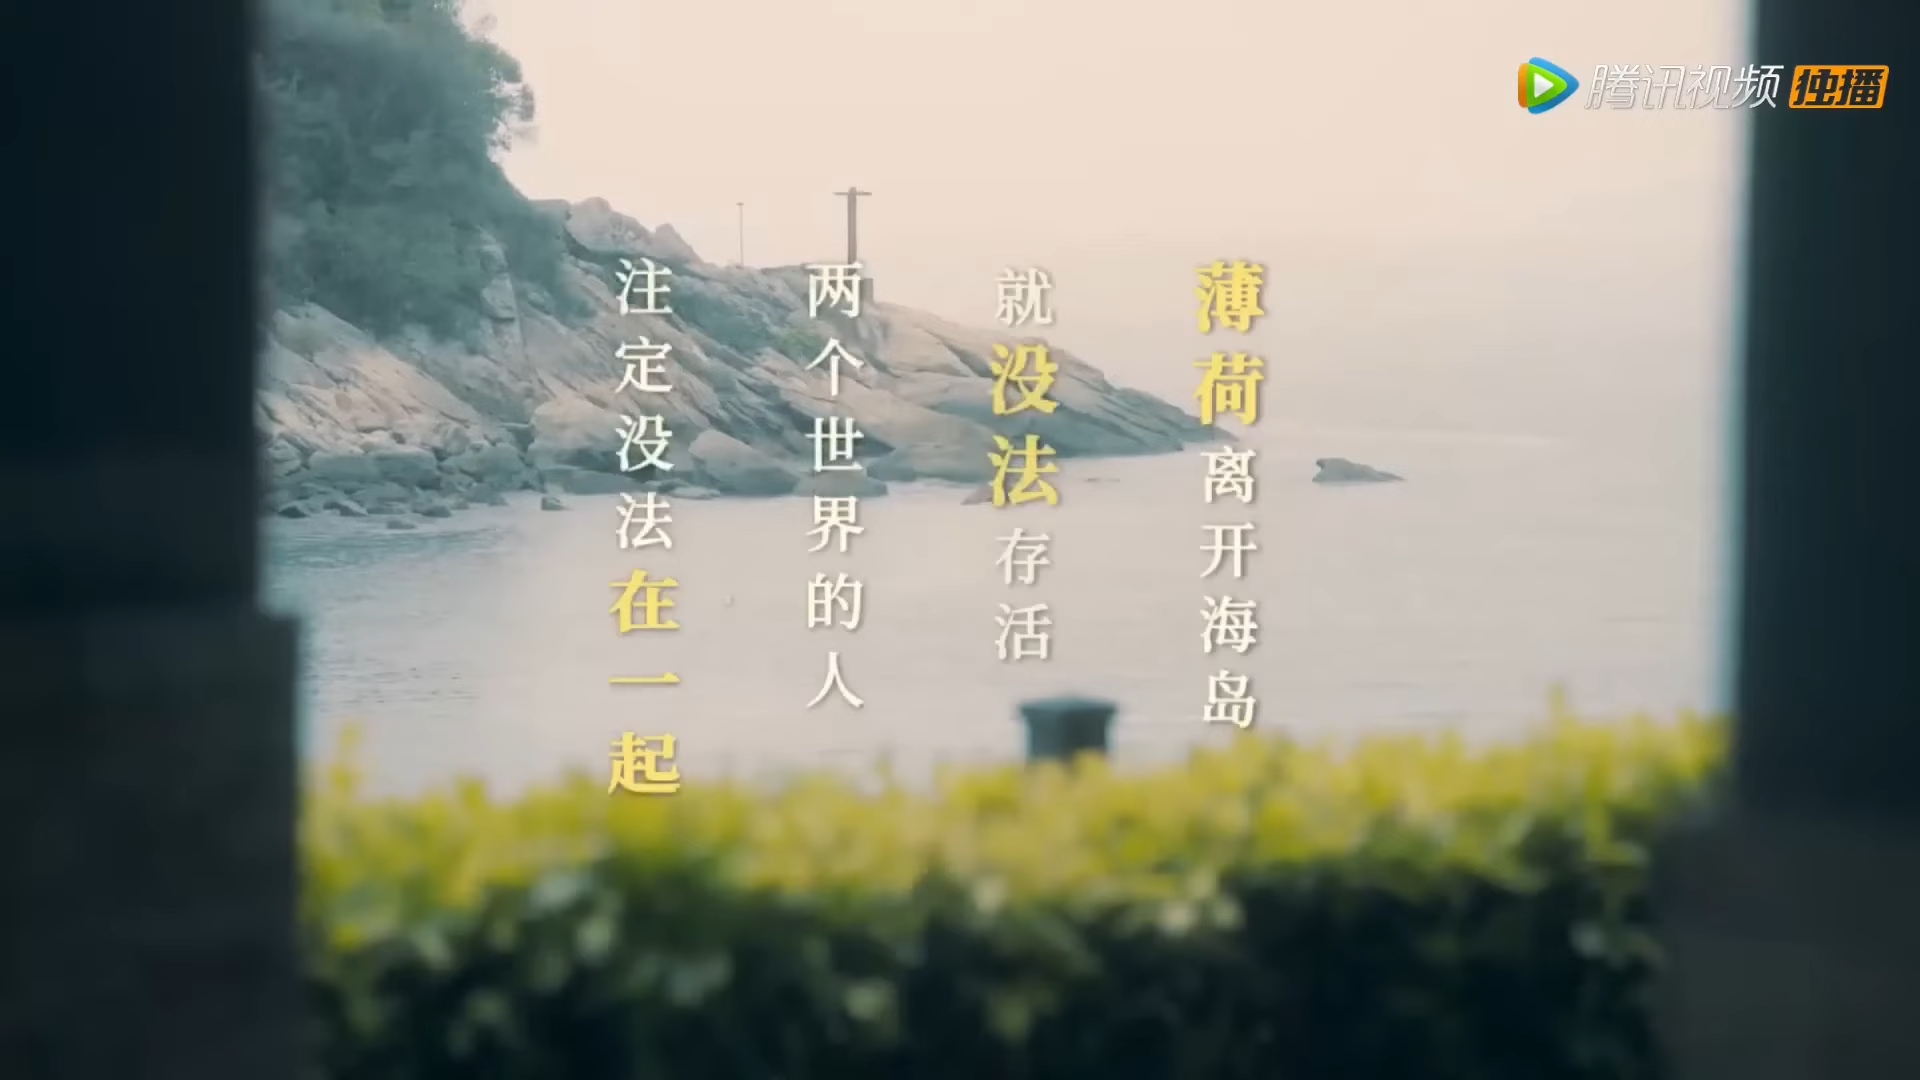 腾讯视频 独播
薄荷离开海岛
就没法存活
两个世界的人
注定没法在一起